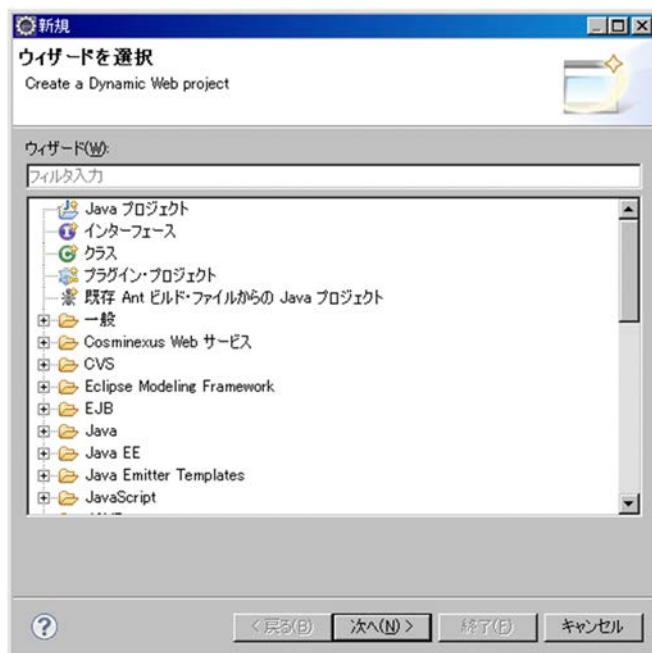 新規
ウィザードを選択
Create a Dynamic Web project
ウィザード(W):
フィルタ入力
Java プロジェクト
インターフェース
クラス
プラグイン・プロジェクト
既存 Ant ビルド・ファイルからの Java プロジェクト
一般
Cosminexus Web サービス
CVS
Eclipse Modeling Framework
EJB
Java
Java EE
Java Emitter Templates
JavaScript
< 戻る(B)
次へ(N) >
終了(F)
キャンセル